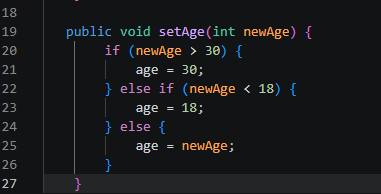 18
19 public void setAge(int newAge) {
20 if (newAge > 30) {
21 age = 30;
22 } else if (newAge < 18) {
23 age = 18;
24 } else {
25 age = newAge;
26 }
27 }